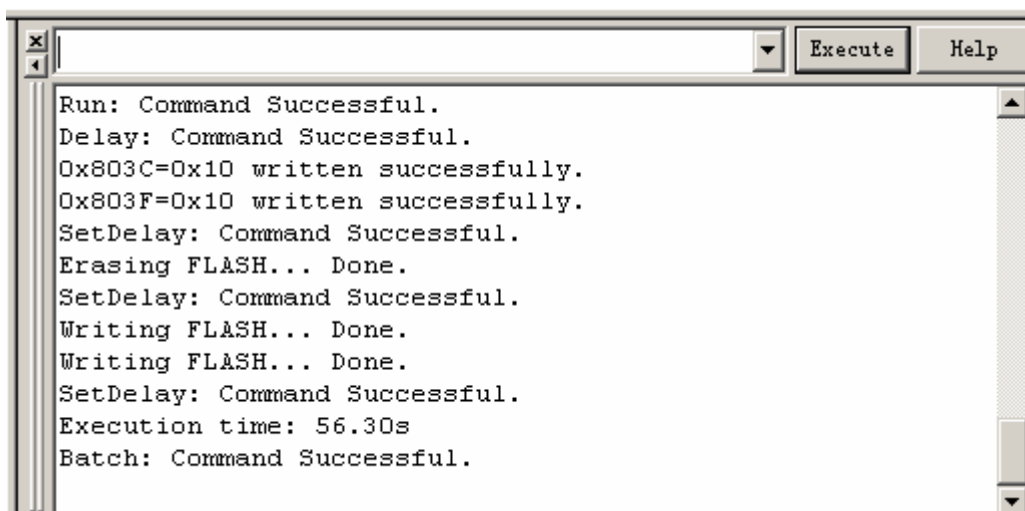 Execute
Help
Run: Command Successful.
Delay: Command Successful.
0x803C=0x10 written successfully.
0x803F=0x10 written successfully.
SetDelay: Command Successful.
Erasing FLASH... Done.
SetDelay: Command Successful.
Writing FLASH... Done.
Writing FLASH... Done.
SetDelay: Command Successful.
Execution time: 56.30s
Batch: Command Successful.